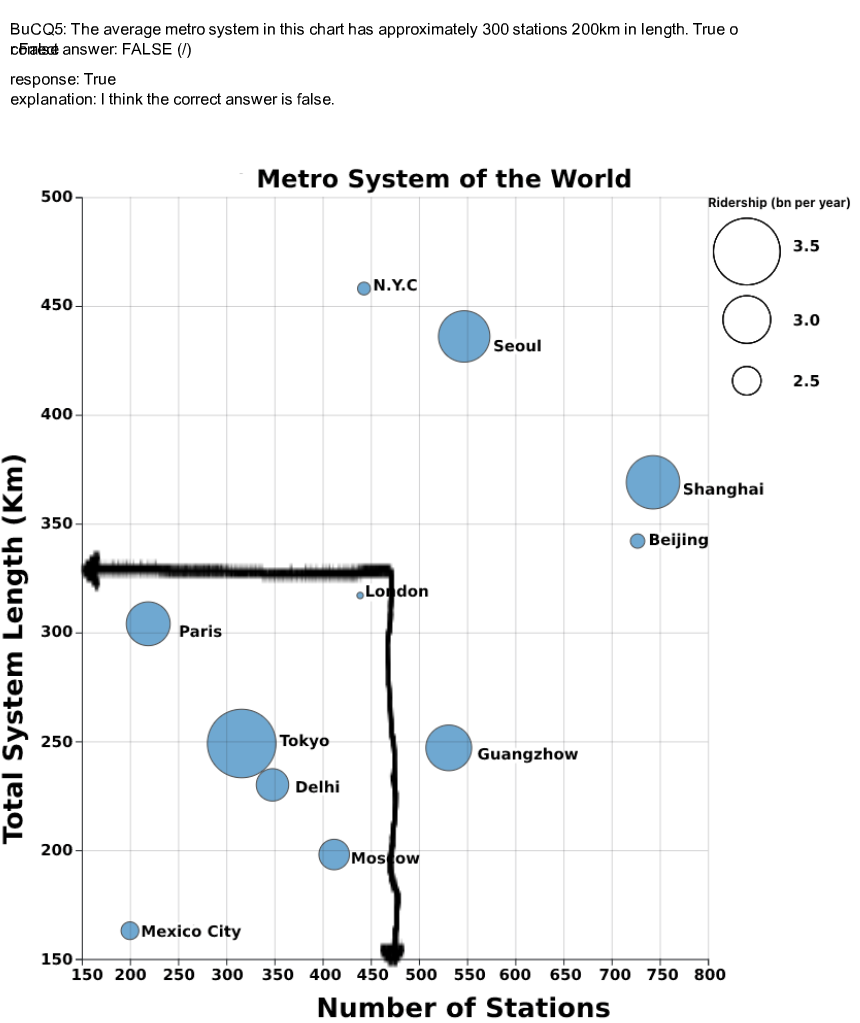 BuCQ5: The average metro system in this chart has approximately 300 stations 200km in length. True o
answer: FALSE (/)
response: True
explanation: I think the correct answer is false.
Metro System of the World
Ridership (bn per year)
3.5
3.0
2.5
500
450
400
350
300
250
200
150
Total System Length (Km)
N.Y.C
Seoul
Shanghai
Beijing
London
Paris
Tokyo
Guangzhow
Delhi
Moscow
Mexico City
150 200 250 300 350 400 450 500 550 600 650 700 750 800
Number of Stations